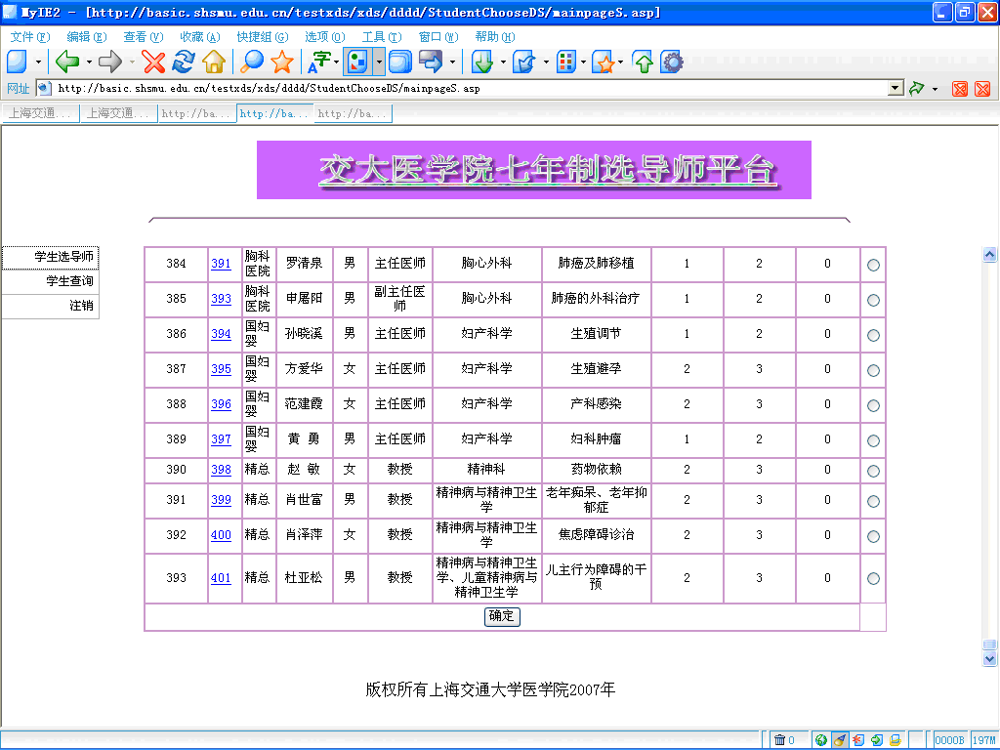 MyIE2 - [http://basic.shsmu.edu.cn/testxds/xds/dddd/StudentChooseDS/mainpageS.asp]
文件(F) 编辑(E) 查看(V) 收藏(A) 快捷组(G) 选项(O) 工具(T) 窗口(W) 帮助(H)
网址 http://basic.shsmu.edu.cn/testxds/xds/dddd/StudentChooseDS/mainpageS.asp
上海交通... 上海交通... http://ba... http://ba... http://ba...
交大医学院七年制选导师平台
学生选导师
学生查询
注销
384 391 胸科医院 罗清泉 男 主任医师 胸心外科 肺癌及肺移植 1 2 0
385 393 胸科医院 申屠阳 男 副主任医师 胸心外科 肺癌的外科治疗 1 2 0
386 394 国妇婴 孙晓溪 男 主任医师 妇产科学 生殖调节 1 2 0
387 395 国妇婴 方爱华 女 主任医师 妇产科学 生殖避孕 2 3 0
388 396 国妇婴 范建霞 女 主任医师 妇产科学 产科感染 2 3 0
389 397 国妇婴 黄 勇 男 主任医师 妇产科学 妇科肿瘤 1 2 0
390 398 精总 赵 敏 女 教授 精神科 药物依赖 2 3 0
391 399 精总 肖世富 男 教授 精神病与精神卫生学 老年痴呆、老年抑郁症 2 3 0
392 400 精总 肖泽萍 女 教授 精神病与精神卫生学 焦虑障碍诊治 2 3 0
393 401 精总 杜亚松 男 教授 精神病与精神卫生学、儿童精神病与精神卫生学 儿主行为障碍的干预 2 3 0
确定
版权所有上海交通大学医学院2007年
0 0000B 197M